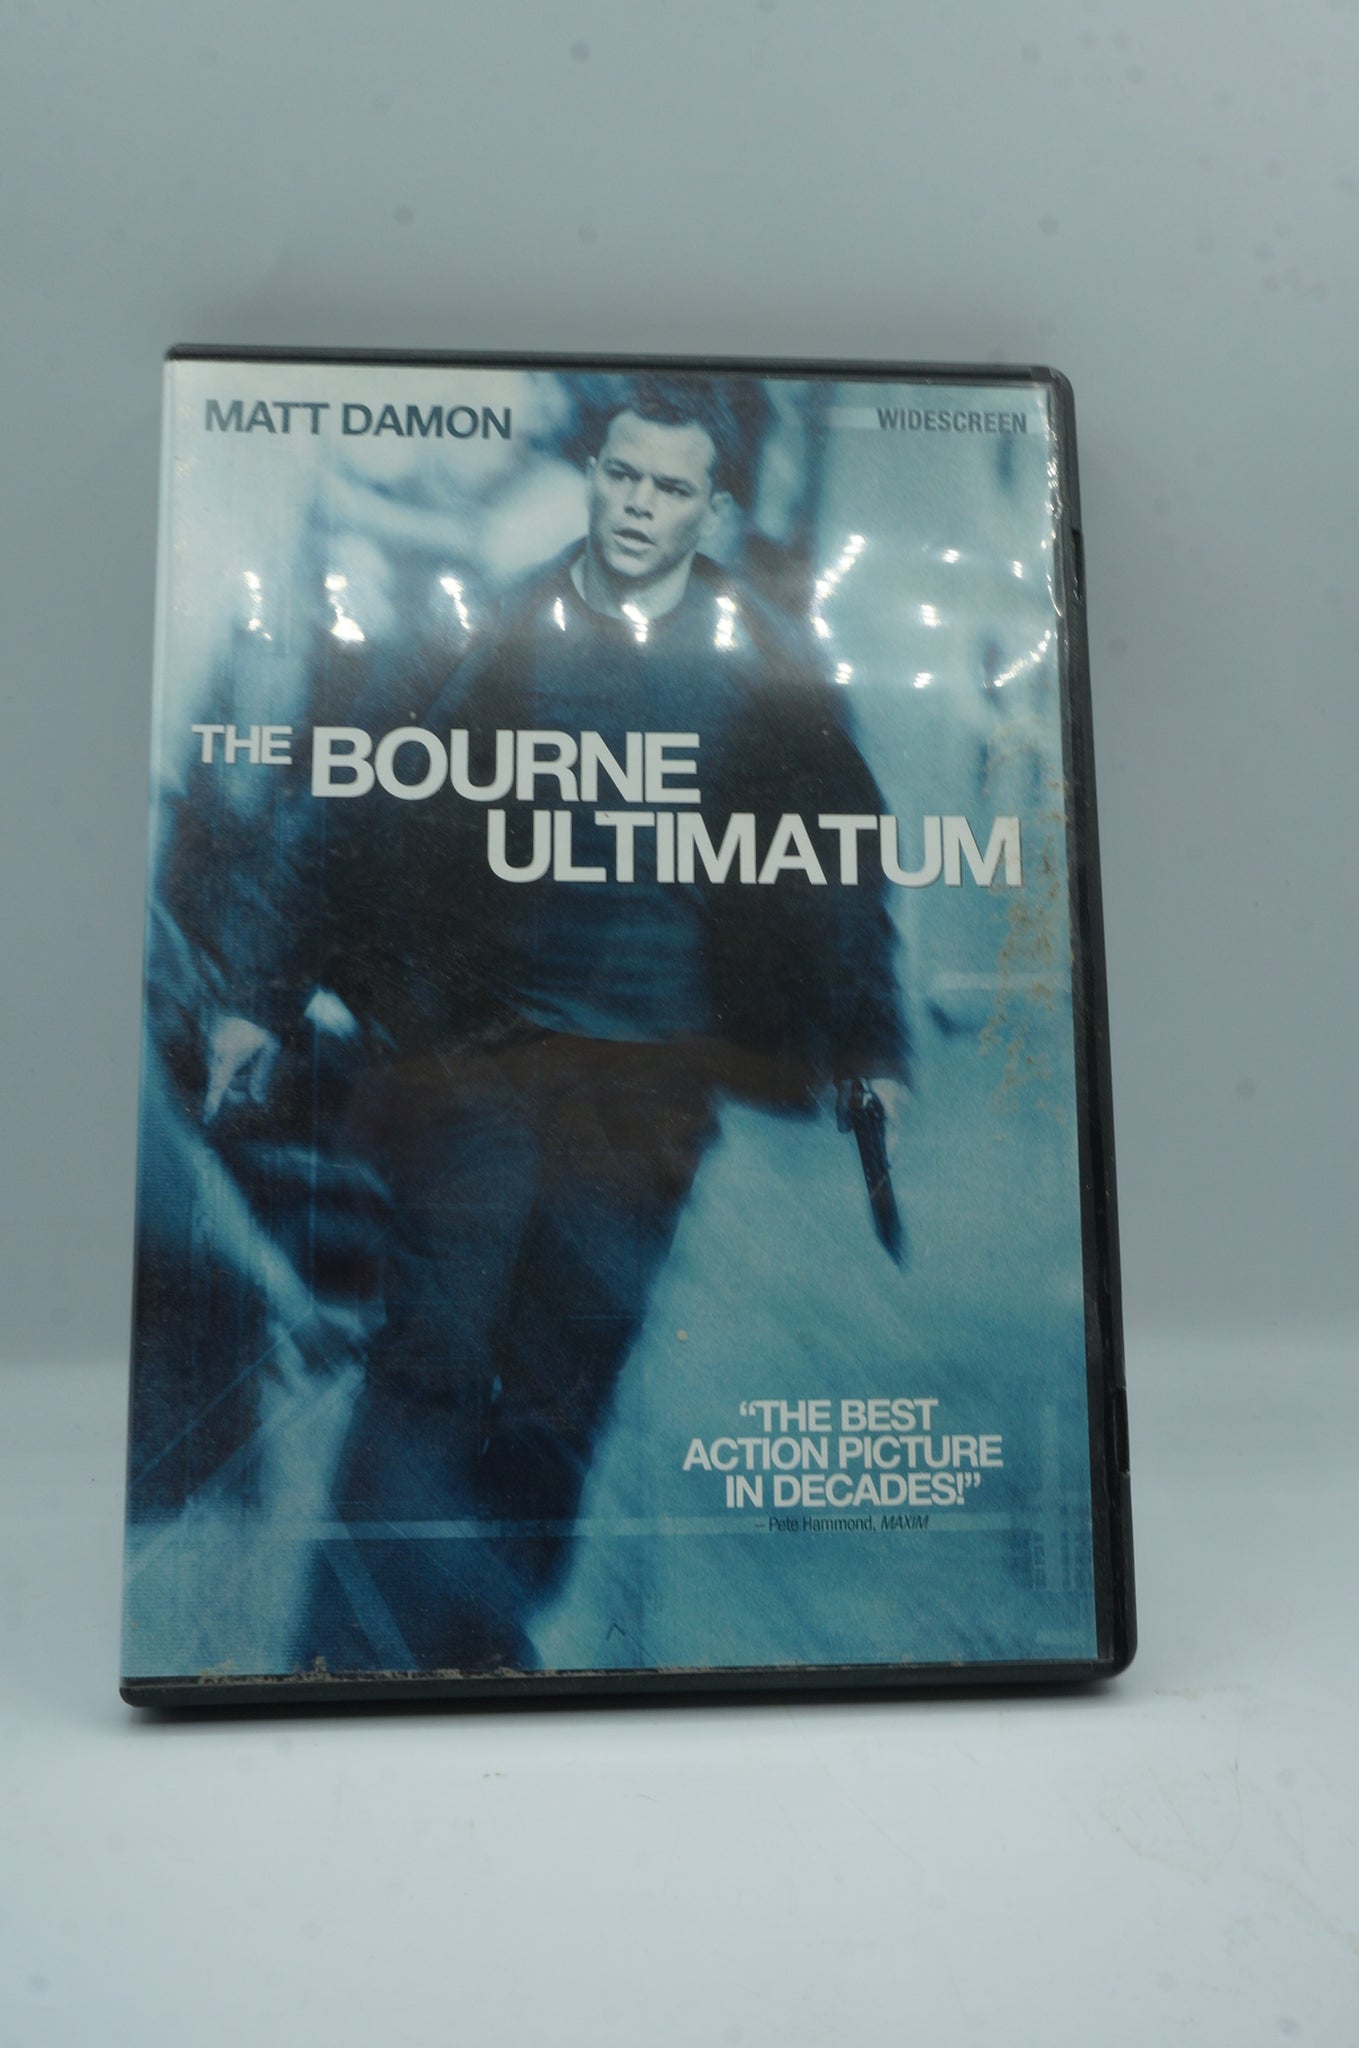 MATT DAMON
WIDESCREEN
THE BOURNE
ULTIMATUM
“THE BEST
ACTION PICTURE
IN DECADES!”
– Pete Hammond, MAXIM